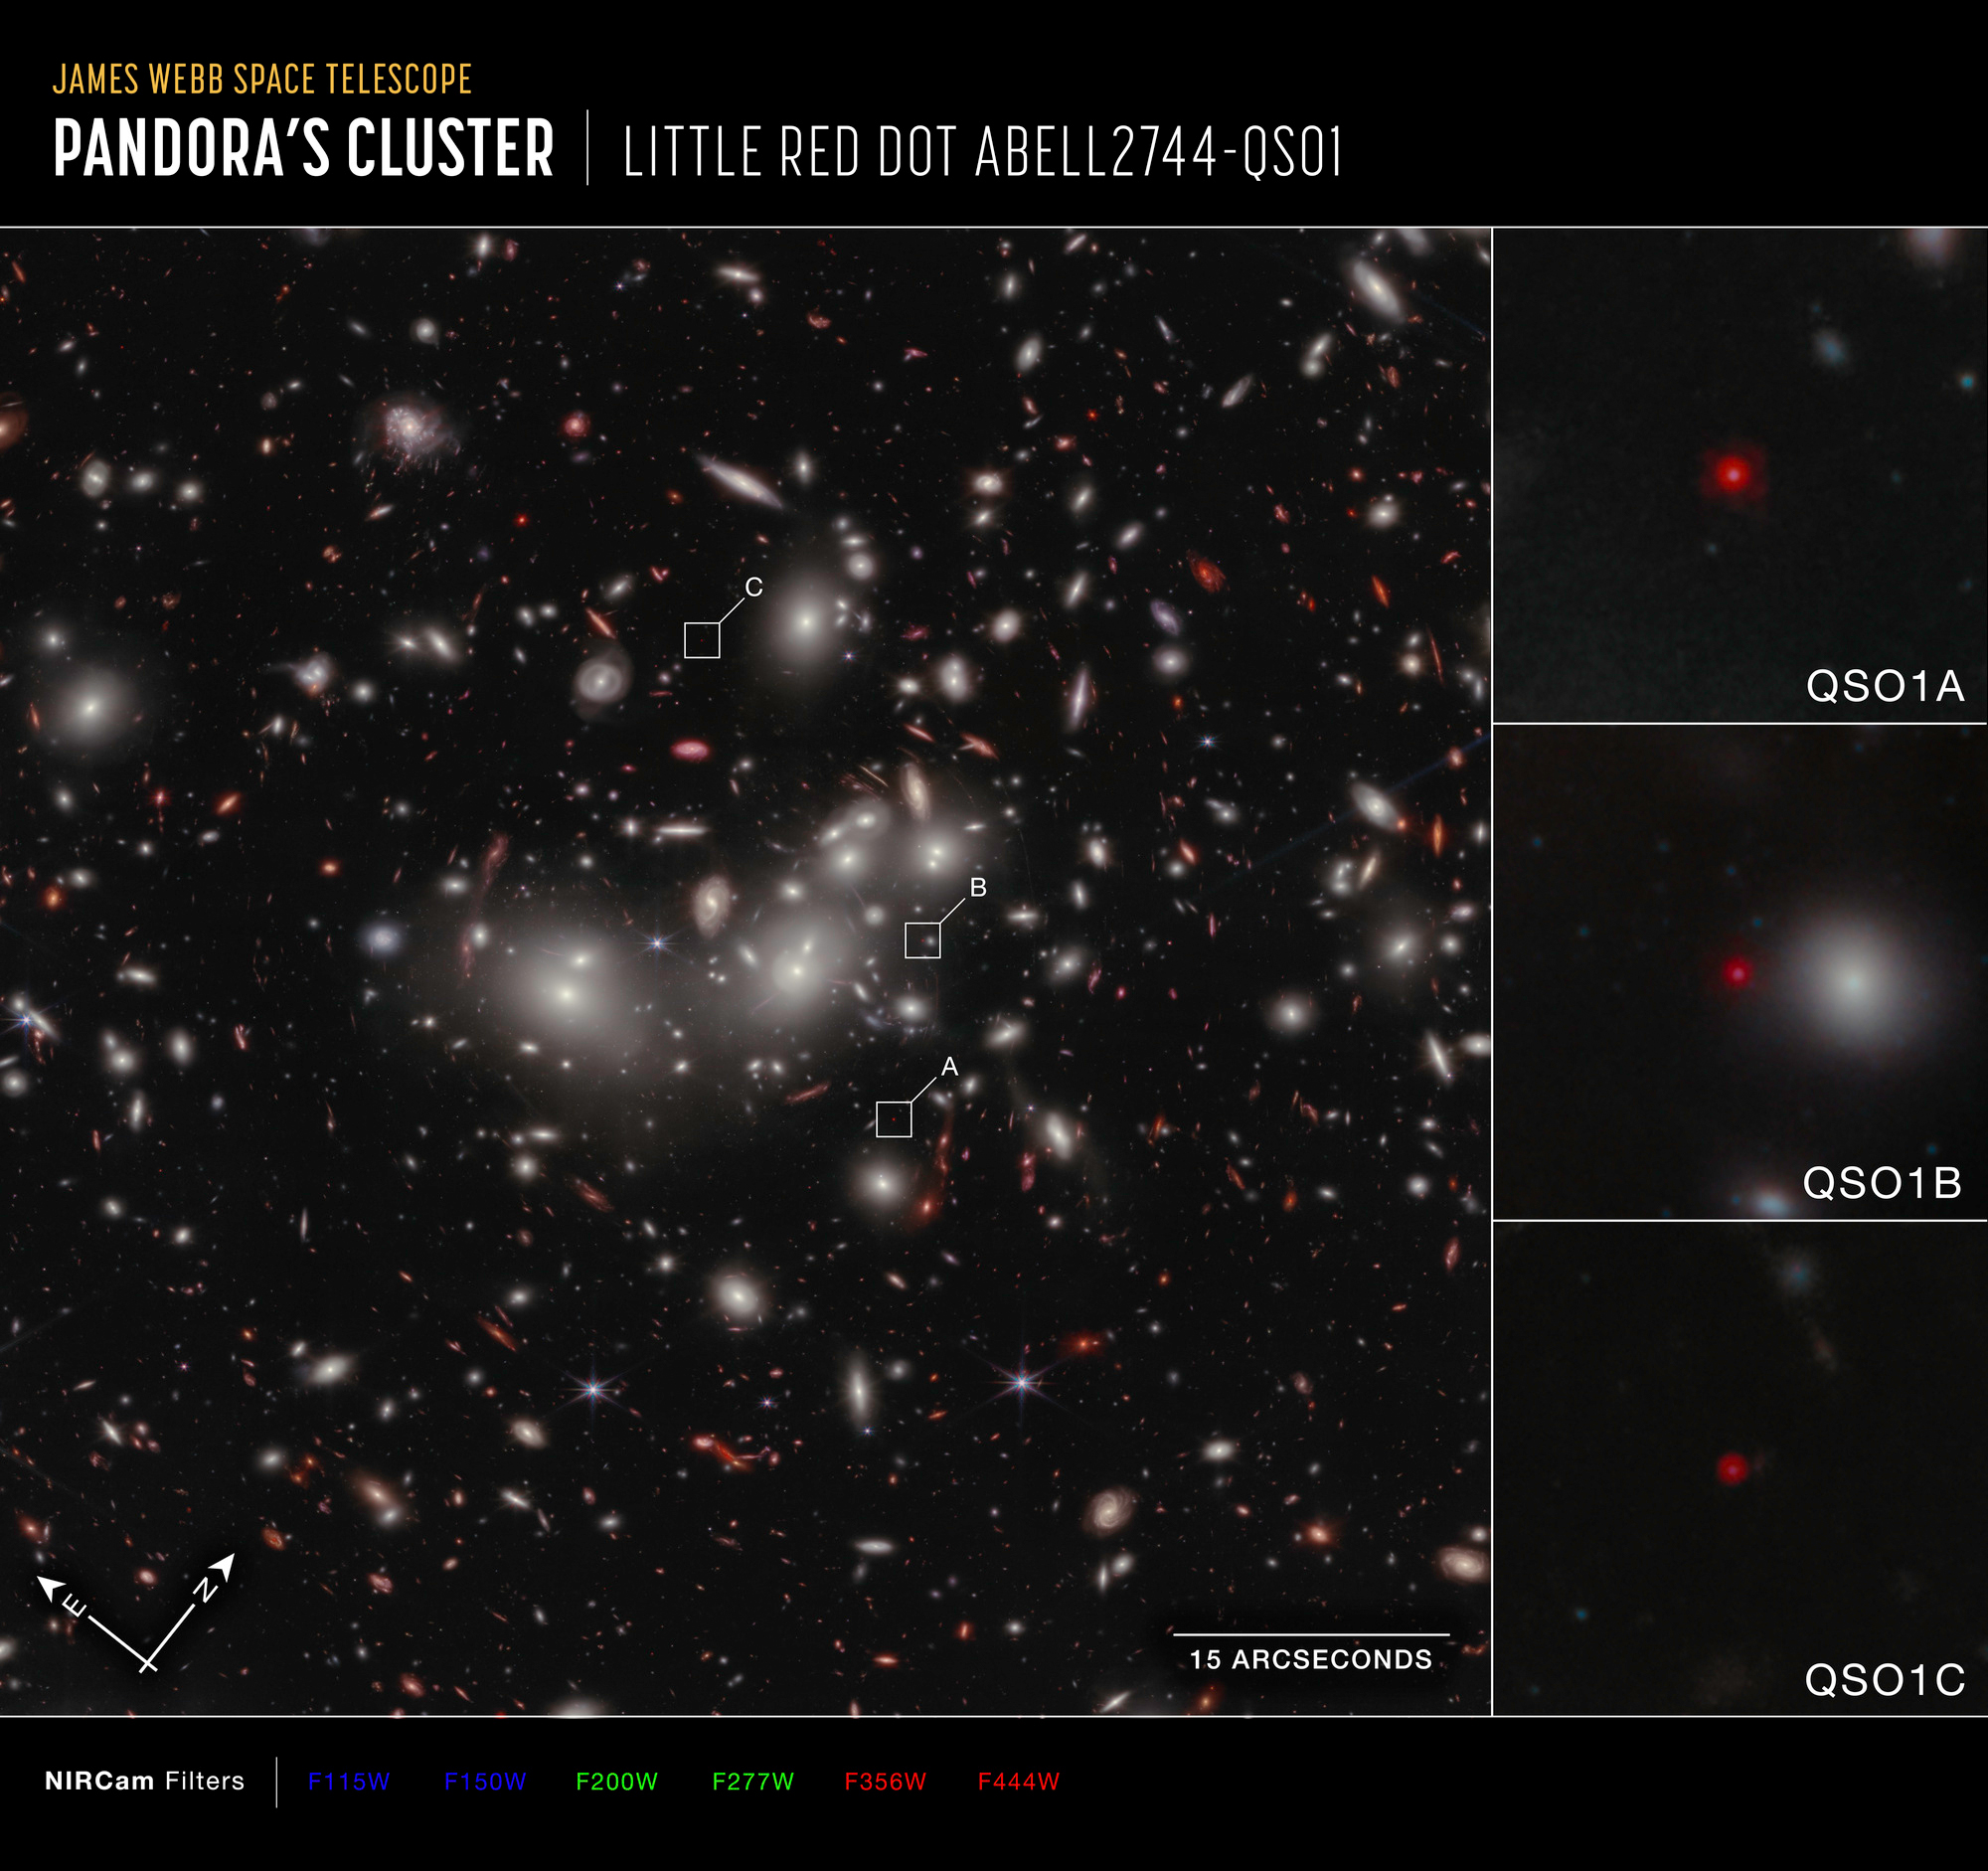 JAMES WEBB SPACE TELESCOPE
PANDORA'S CLUSTER | LITTLE RED DOT ABELL2744-QSO1
C
B
A
E
N
15 ARCSECONDS
QSO1A
QSO1B
QSO1C
NIRCam Filters | F115W F150W F200W F277W F356W F444W